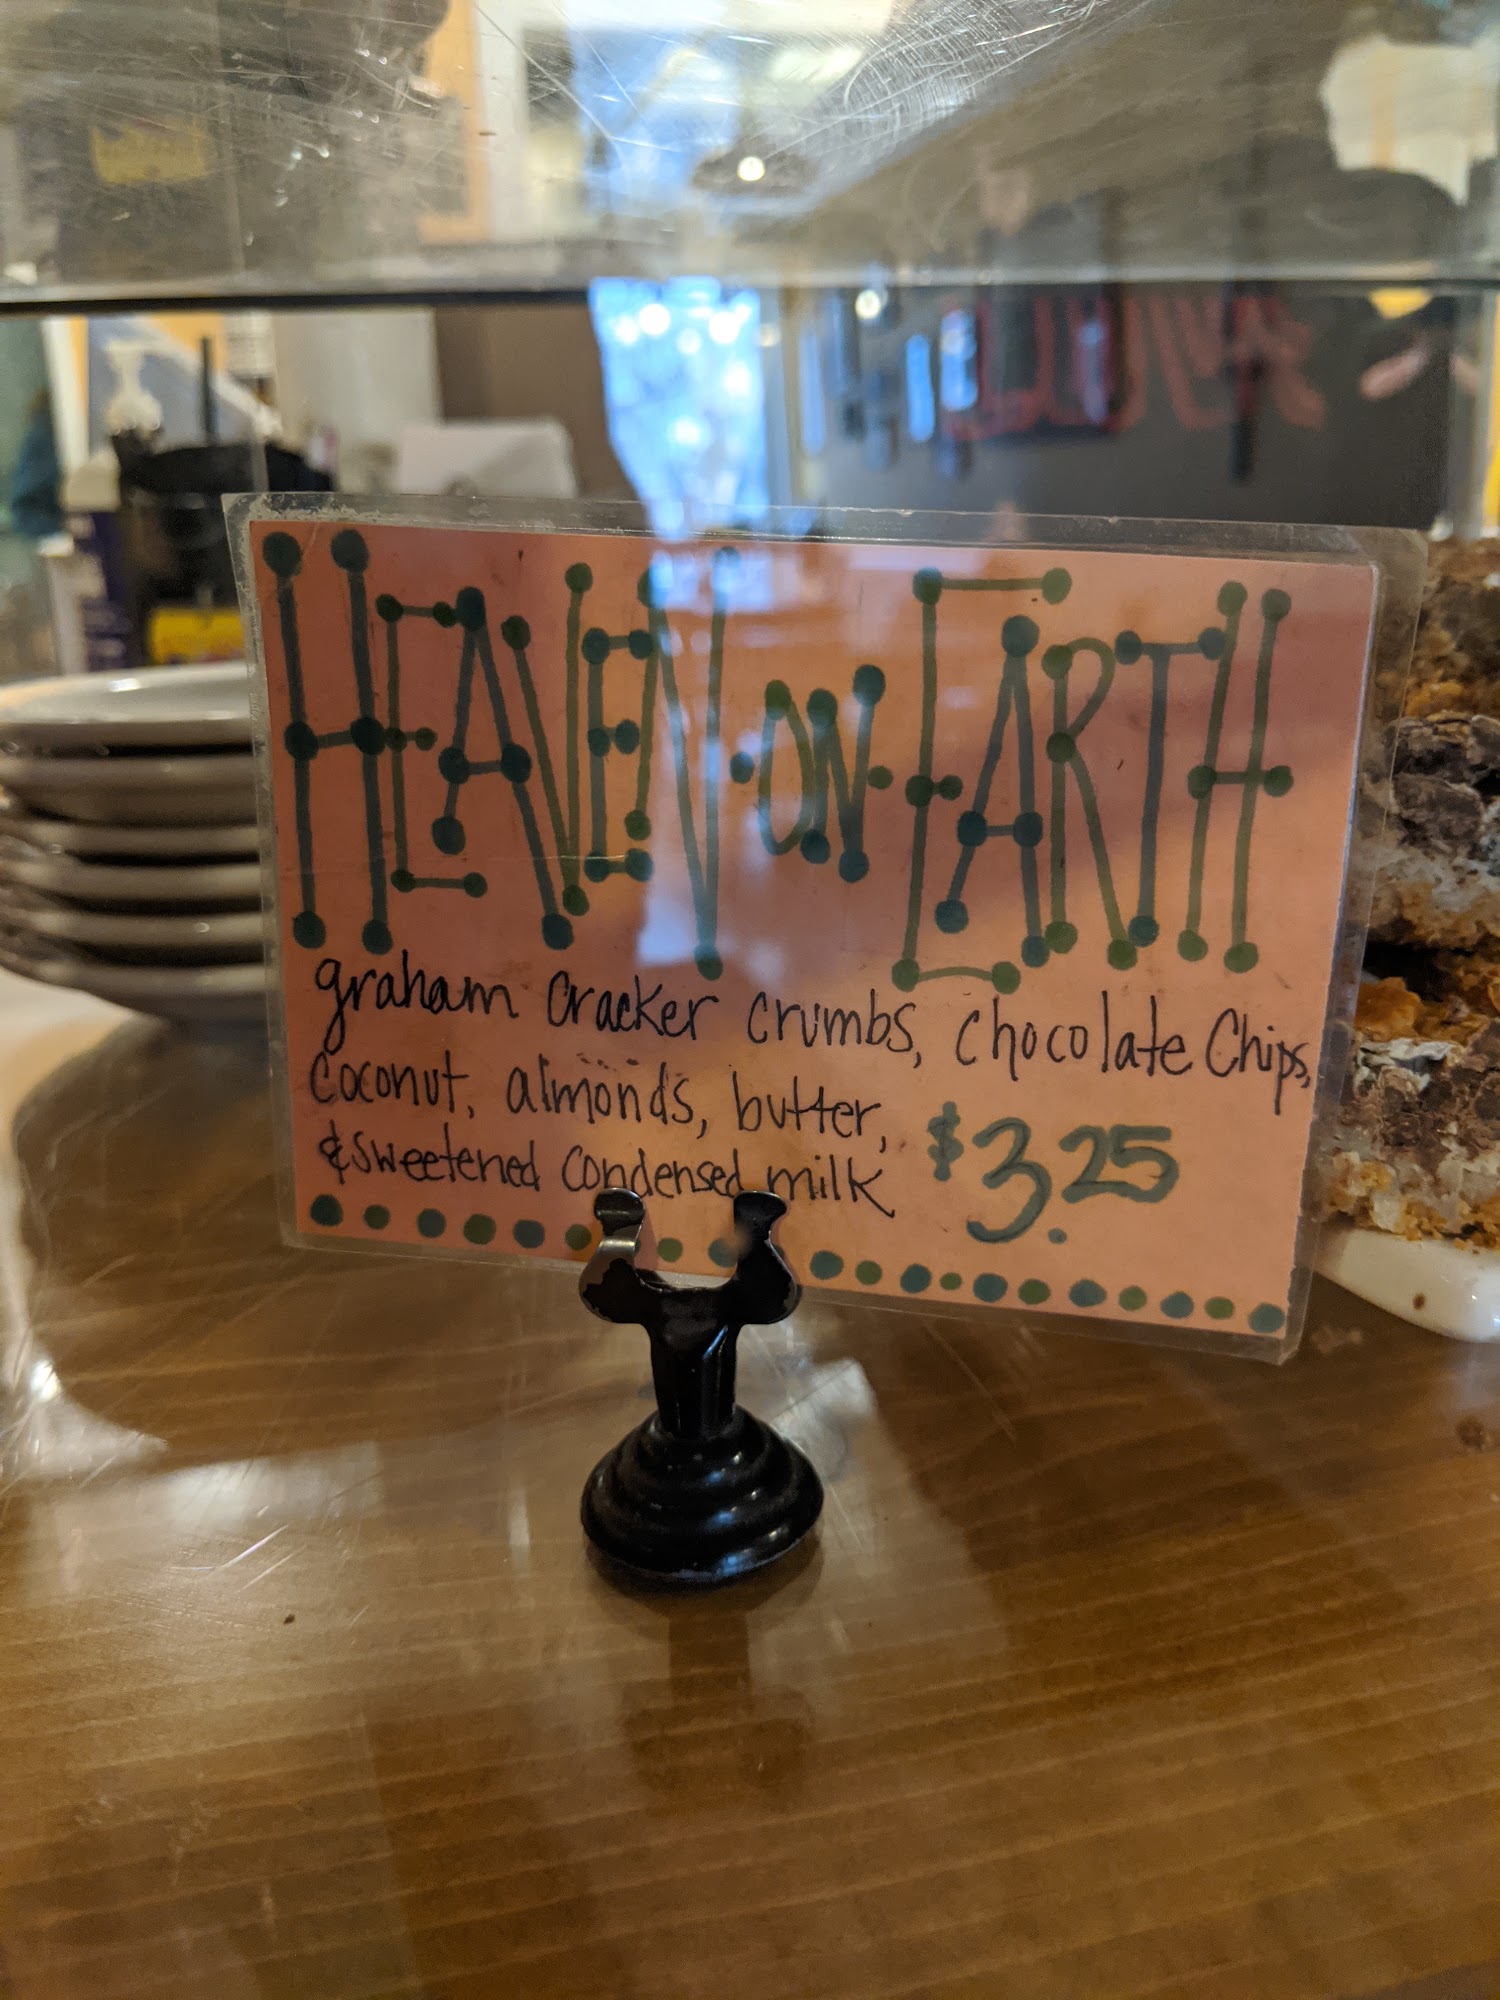 HEAVEN·ON·EARTH
graham cracker crumbs, chocolate Chips,
Coconut, almonds, butter,
& sweetened condensed milk
$3.25